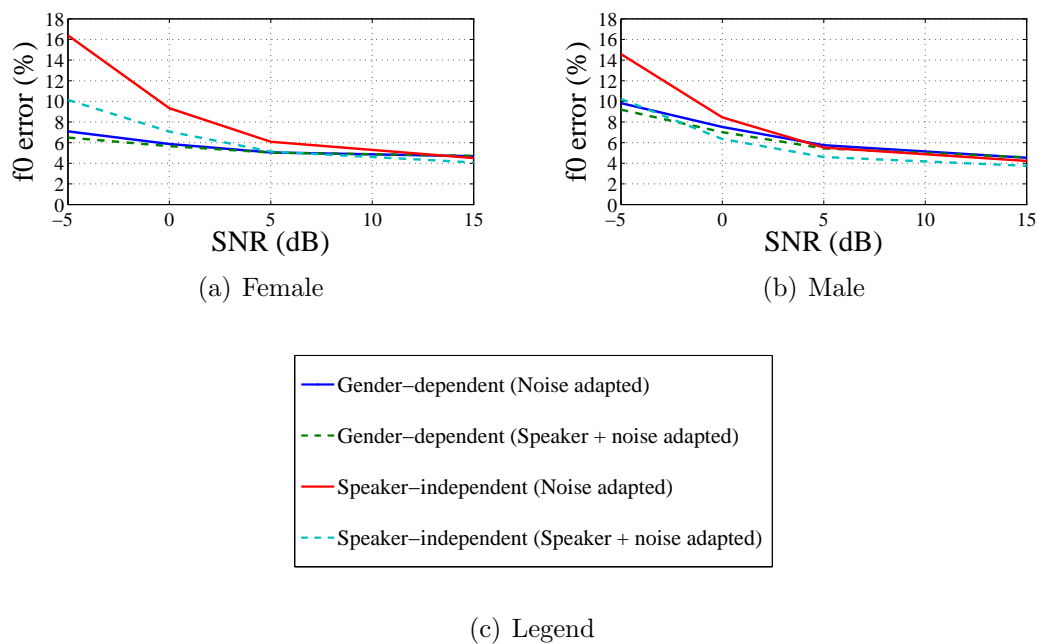 18
16
14
12
10
8
6
4
2
0
f0 error (%)
−5
0
5
10
15
SNR (dB)
(a) Female
18
16
14
12
10
8
6
4
2
0
f0 error (%)
−5
0
5
10
15
SNR (dB)
(b) Male
Gender−dependent (Noise adapted)
Gender−dependent (Speaker + noise adapted)
Speaker−independent (Noise adapted)
Speaker−independent (Speaker + noise adapted)
(c) Legend